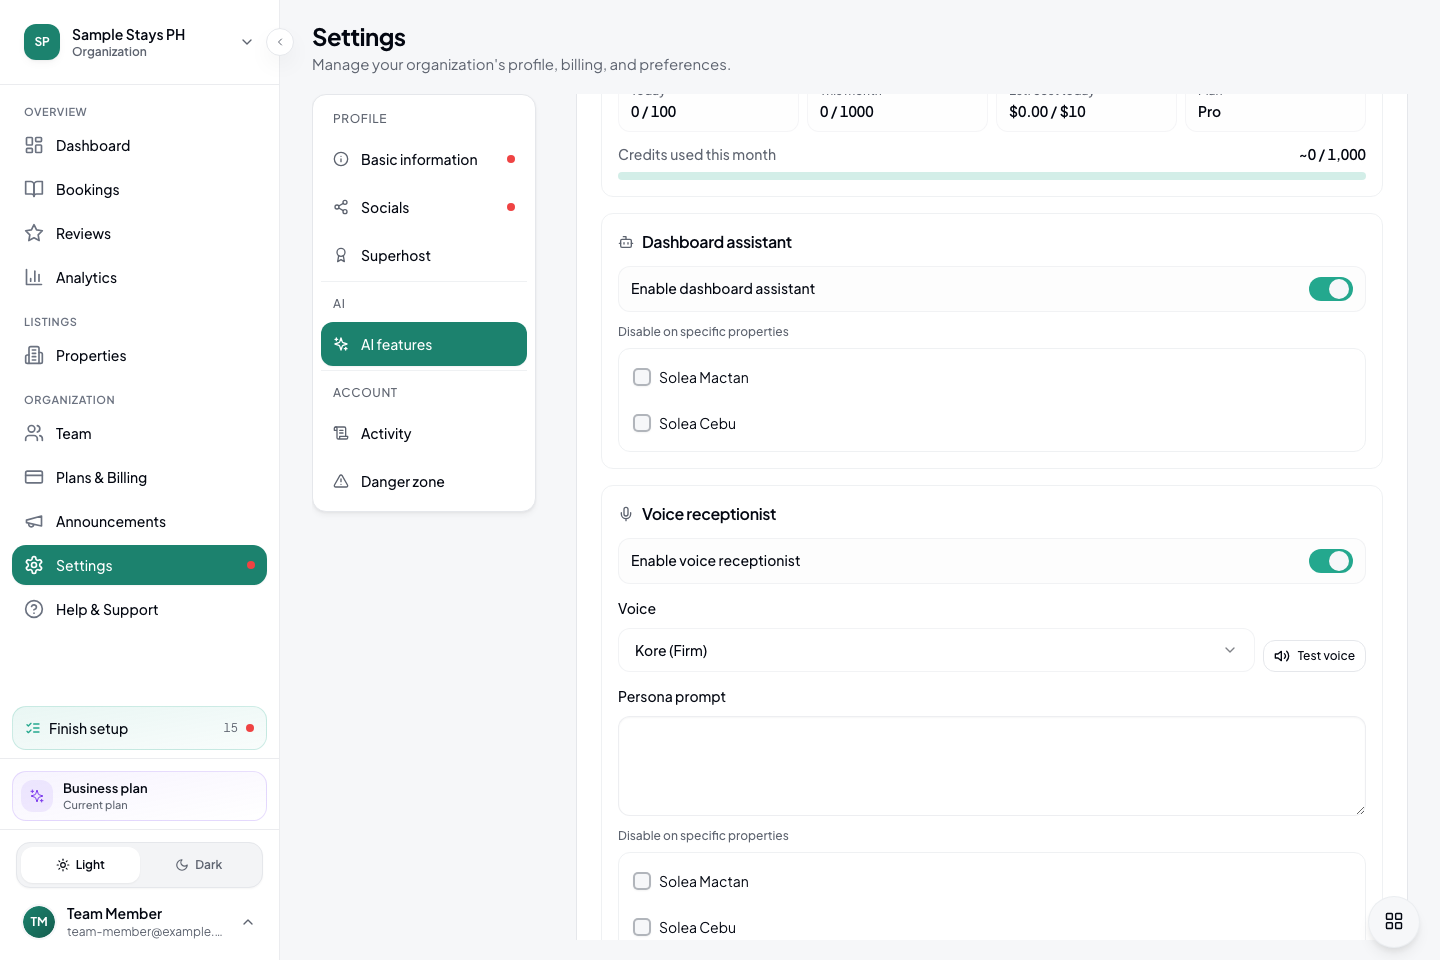 SP
Sample Stays PH
Organization
OVERVIEW
Dashboard
Bookings
Reviews
Analytics
LISTINGS
Properties
ORGANIZATION
Team
Plans & Billing
Announcements
Settings
Help & Support
Finish setup 15
Business plan
Current plan
Light Dark
TM
Team Member
team-member@example....
Settings
Manage your organization's profile, billing, and preferences.
PROFILE
Basic information
Socials
Superhost
AI
AI features
ACCOUNT
Activity
Danger zone
0 / 100 0 / 1000 $0.00 / $10 Pro
Credits used this month ~0 / 1,000
Dashboard assistant
Enable dashboard assistant
Disable on specific properties
Solea Mactan
Solea Cebu
Voice receptionist
Enable voice receptionist
Voice
Kore (Firm)
Test voice
Persona prompt
Disable on specific properties
Solea Mactan
Solea Cebu